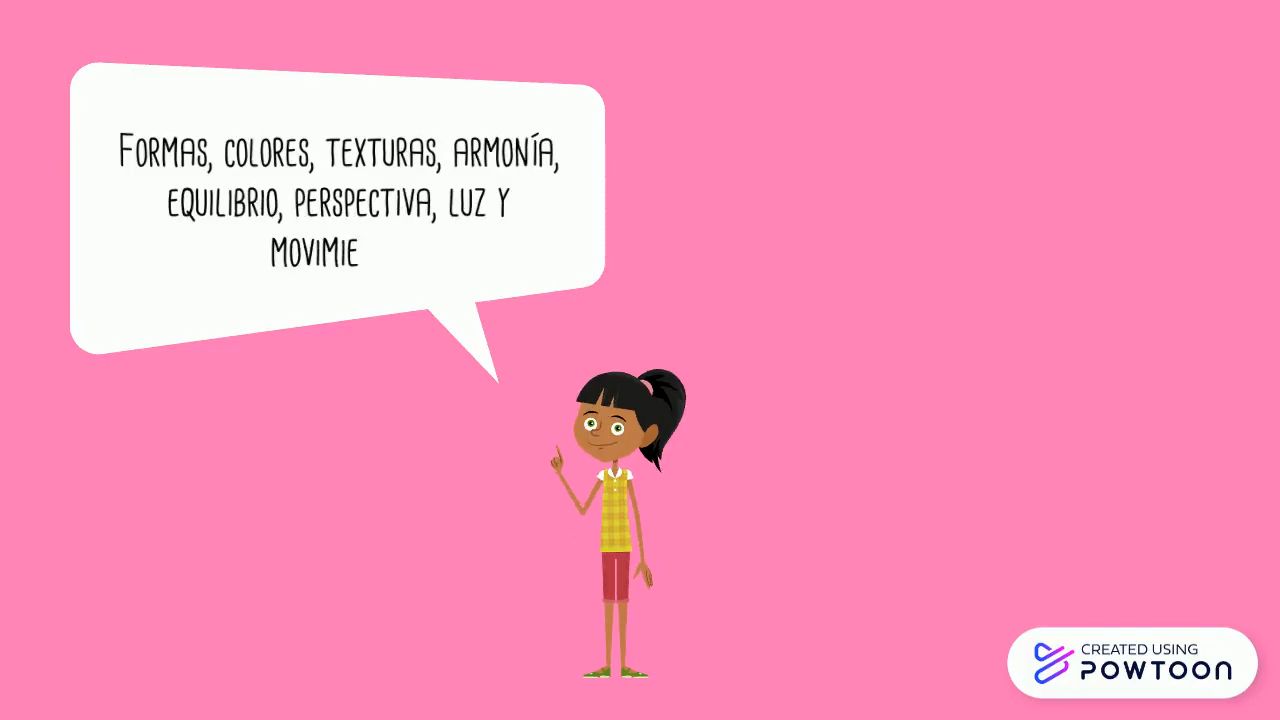 Formas, colores, texturas, armonía,
equilibrio, perspectiva, luz y
movimie
CREATED USING
POWTOON